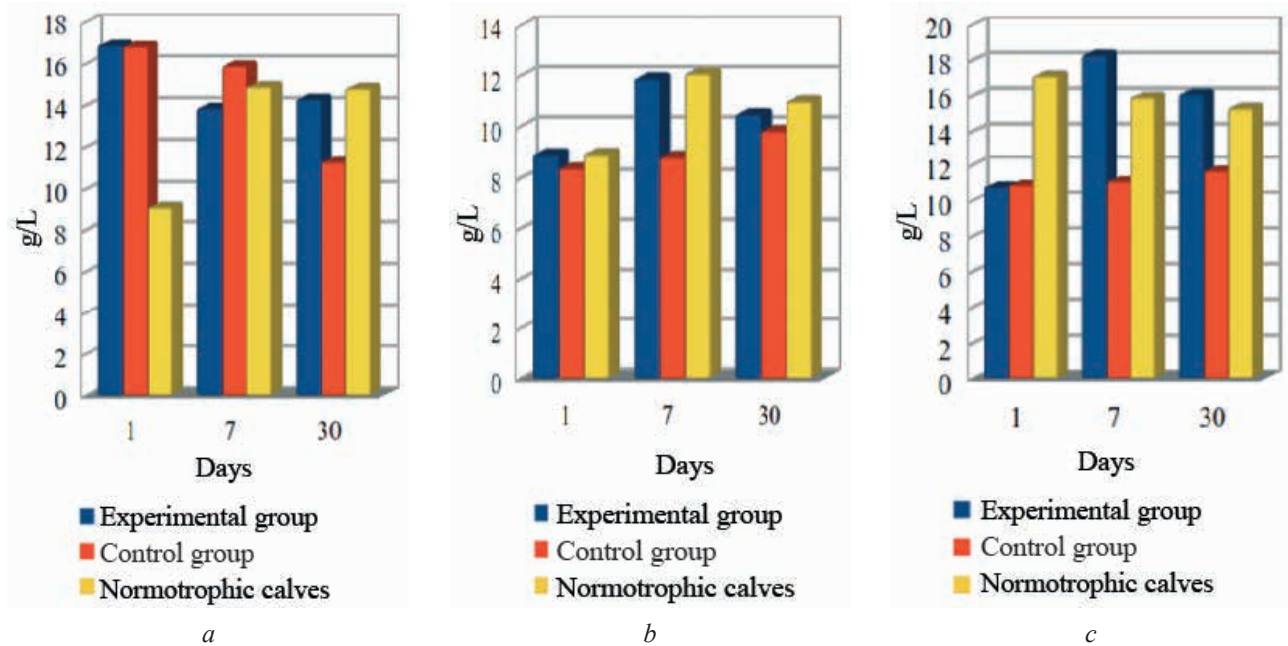 18
16
14
12
10
8
6
4
2
0
g/L
1 7 30
Days
Experimental group
Control group
Normotrophic calves
a
14
12
10
8
6
4
2
0
g/L
1 7 30
Days
Experimental group
Control group
Normotrophic calves
b
20
18
16
14
12
10
8
6
4
2
0
g/L
1 7 30
Days
Experimental group
Control group
Normotrophic calves
c